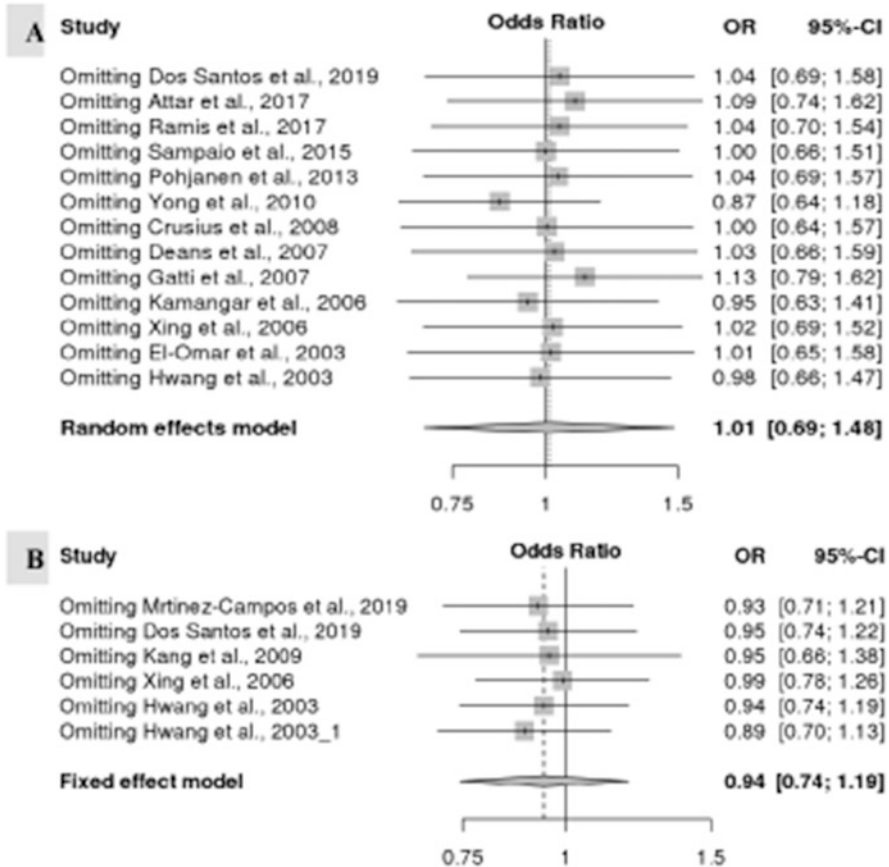 A Study Odds Ratio OR 95%-CI
Omitting Dos Santos et al., 2019 1.04 [0.69; 1.58]
Omitting Attar et al., 2017 1.09 [0.74; 1.62]
Omitting Ramis et al., 2017 1.04 [0.70; 1.54]
Omitting Sampaio et al., 2015 1.00 [0.66; 1.51]
Omitting Pohjanen et al., 2013 1.04 [0.69; 1.57]
Omitting Yong et al., 2010 0.87 [0.64; 1.18]
Omitting Crusius et al., 2008 1.00 [0.64; 1.57]
Omitting Deans et al., 2007 1.03 [0.66; 1.59]
Omitting Gatti et al., 2007 1.13 [0.79; 1.62]
Omitting Kamangar et al., 2006 0.95 [0.63; 1.41]
Omitting Xing et al., 2006 1.02 [0.69; 1.52]
Omitting El-Omar et al., 2003 1.01 [0.65; 1.58]
Omitting Hwang et al., 2003 0.98 [0.66; 1.47]
Random effects model 1.01 [0.69; 1.48]
0.75 1 1.5
B Study Odds Ratio OR 95%-CI
Omitting Mrtinez-Campos et al., 2019 0.93 [0.71; 1.21]
Omitting Dos Santos et al., 2019 0.95 [0.74; 1.22]
Omitting Kang et al., 2009 0.95 [0.66; 1.38]
Omitting Xing et al., 2006 0.99 [0.78; 1.26]
Omitting Hwang et al., 2003 0.94 [0.74; 1.19]
Omitting Hwang et al., 2003_1 0.89 [0.70; 1.13]
Fixed effect model 0.94 [0.74; 1.19]
0.75 1 1.5